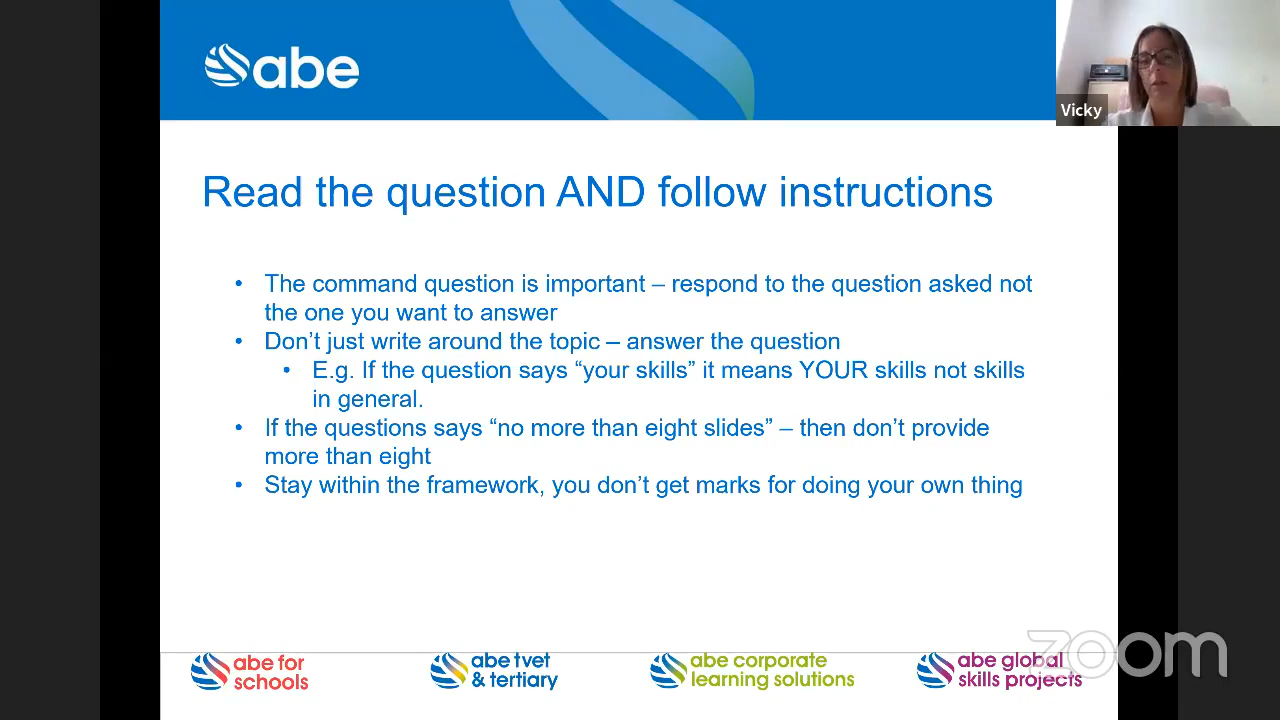 abe
Vicky
Read the question AND follow instructions
• The command question is important – respond to the question asked not
the one you want to answer
• Don’t just write around the topic – answer the question
• E.g. If the question says “your skills” it means YOUR skills not skills
in general.
• If the questions says “no more than eight slides” – then don’t provide
more than eight
• Stay within the framework, you don’t get marks for doing your own thing
abe for
schools
abe tvet
& tertiary
abe corporate
learning solutions
abe global
skills projects
zoom